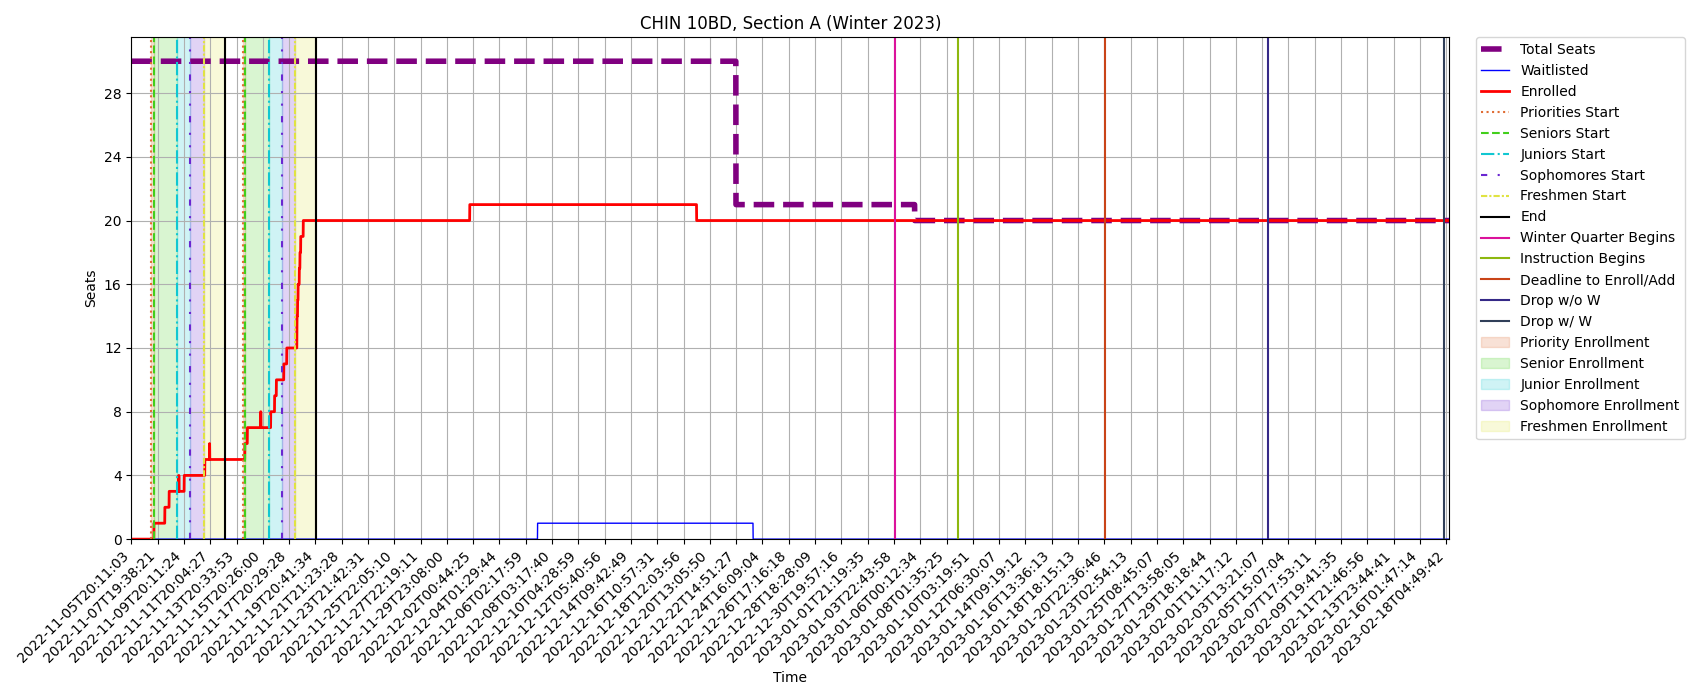 CHIN 10BD, Section A (Winter 2023)
Seats
28
24
20
16
12
8
4
0
2022-11-05T20:11:03
2022-11-07T19:38:21
2022-11-09T20:11:24
2022-11-11T20:04:27
2022-11-13T20:33:53
2022-11-15T20:26:00
2022-11-17T20:29:28
2022-11-19T20:41:34
2022-11-21T21:23:28
2022-11-23T21:42:31
2022-11-25T22:05:10
2022-11-27T22:19:11
2022-11-29T23:08:00
2022-12-02T00:44:25
2022-12-04T01:29:44
2022-12-06T02:17:59
2022-12-08T03:17:40
2022-12-10T04:28:59
2022-12-12T05:40:56
2022-12-14T09:42:49
2022-12-16T10:57:31
2022-12-18T12:03:56
2022-12-20T13:05:50
2022-12-22T14:51:27
2022-12-24T16:09:04
2022-12-26T17:16:18
2022-12-28T18:28:09
2022-12-30T19:57:16
2023-01-01T21:19:35
2023-01-03T22:43:58
2023-01-06T00:12:34
2023-01-08T01:35:25
2023-01-10T03:19:51
2023-01-12T06:30:07
2023-01-14T09:19:12
2023-01-16T13:36:13
2023-01-18T18:15:13
2023-01-20T22:36:46
2023-01-23T02:54:13
2023-01-25T08:45:07
2023-01-27T13:58:05
2023-01-29T18:18:44
2023-02-01T11:17:12
2023-02-03T13:21:07
2023-02-05T15:07:04
2023-02-07T17:53:11
2023-02-09T19:41:35
2023-02-11T21:46:56
2023-02-13T23:44:41
2023-02-16T01:47:14
2023-02-18T04:49:42
Time
Total Seats
Waitlisted
Enrolled
Priorities Start
Seniors Start
Juniors Start
Sophomores Start
Freshmen Start
End
Winter Quarter Begins
Instruction Begins
Deadline to Enroll/Add
Drop w/o W
Drop w/ W
Priority Enrollment
Senior Enrollment
Junior Enrollment
Sophomore Enrollment
Freshmen Enrollment